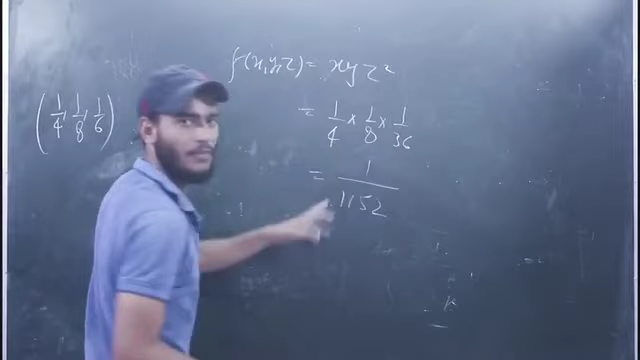 f(x,y,z) = xyz²
(1/4, 1/8, 1/6)
= 1/4 × 1/8 × 1/36
= 1/1152